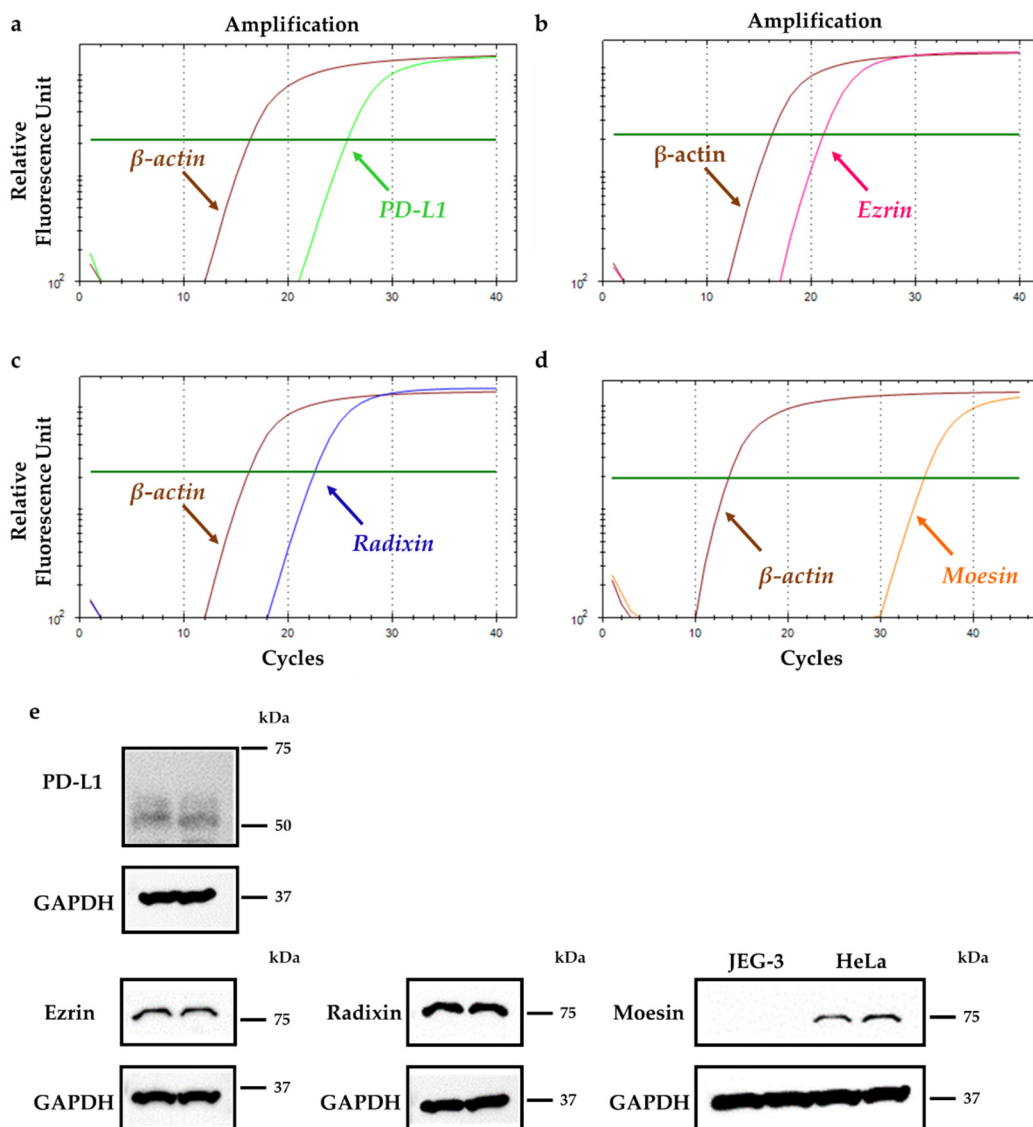 a
Amplification
b
Relative
Fluorescence Unit
β-actin
PD-L1
β-actin
Ezrin
10²
0
10
20
30
40
10²
0
10
20
30
40
c
d
Relative
Fluorescence Unit
β-actin
Radixin
β-actin
Moesin
10²
0
10
20
30
40
10²
0
10
20
30
40
Cycles
Cycles
e
kDa
PD-L1
75
50
GAPDH
37
kDa
kDa
JEG-3
HeLa
kDa
Ezrin
75
Radixin
75
Moesin
75
GAPDH
37
GAPDH
37
GAPDH
37